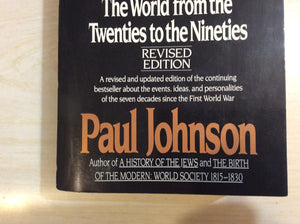 The World from the
Twenties to the Nineties
REVISED
EDITION
A revised and updated edition of the continuing
bestseller about the events, ideas, and personalities
of the seven decades since the First World War
Paul Johnson
Author of A HISTORY OF THE JEWS and THE BIRTH
OF THE MODERN: WORLD SOCIETY 1815–1830